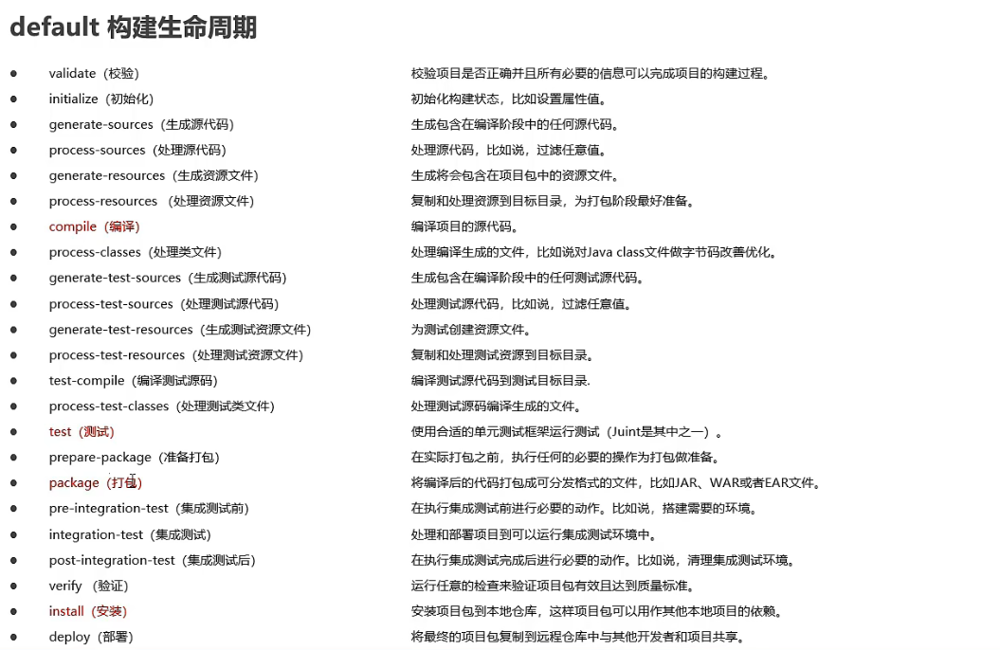 default 构建生命周期
● validate（校验） 校验项目是否正确并且所有必要的信息可以完成项目的构建过程。
● initialize（初始化） 初始化构建状态，比如设置属性值。
● generate-sources（生成源代码） 生成包含在编译阶段中的任何源代码。
● process-sources（处理源代码） 处理源代码，比如说，过滤任意值。
● generate-resources（生成资源文件） 生成将会包含在项目包中的资源文件。
● process-resources （处理资源文件） 复制和处理资源到目标目录，为打包阶段最好准备。
● compile（编译） 编译项目的源代码。
● process-classes（处理类文件） 处理编译生成的文件，比如说对Java class文件做字节码改善优化。
● generate-test-sources（生成测试源代码） 生成包含在编译阶段中的任何测试源代码。
● process-test-sources（处理测试源代码） 处理测试源代码，比如说，过滤任意值。
● generate-test-resources（生成测试资源文件） 为测试创建资源文件。
● process-test-resources（处理测试资源文件） 复制和处理测试资源到目标目录。
● test-compile（编译测试源码） 编译测试源代码到测试目标目录.
● process-test-classes（处理测试类文件） 处理测试源码编译生成的文件。
● test（测试） 使用合适的单元测试框架运行测试（Juint是其中之一）。
● prepare-package（准备打包） 在实际打包之前，执行任何的必要的操作为打包做准备。
● package（打包） 将编译后的代码打包成可分发格式的文件，比如JAR、WAR或者EAR文件。
● pre-integration-test（集成测试前） 在执行集成测试前进行必要的动作。比如说，搭建需要的环境。
● integration-test（集成测试） 处理和部署项目到可以运行集成测试环境中。
● post-integration-test（集成测试后） 在执行集成测试完成后进行必要的动作。比如说，清理集成测试环境。
● verify （验证） 运行任意的检查来验证项目包有效且达到质量标准。
● install（安装） 安装项目包到本地仓库，这样项目包可以用作其他本地项目的依赖。
● deploy（部署） 将最终的项目包复制到远程仓库中与其他开发者和项目共享。